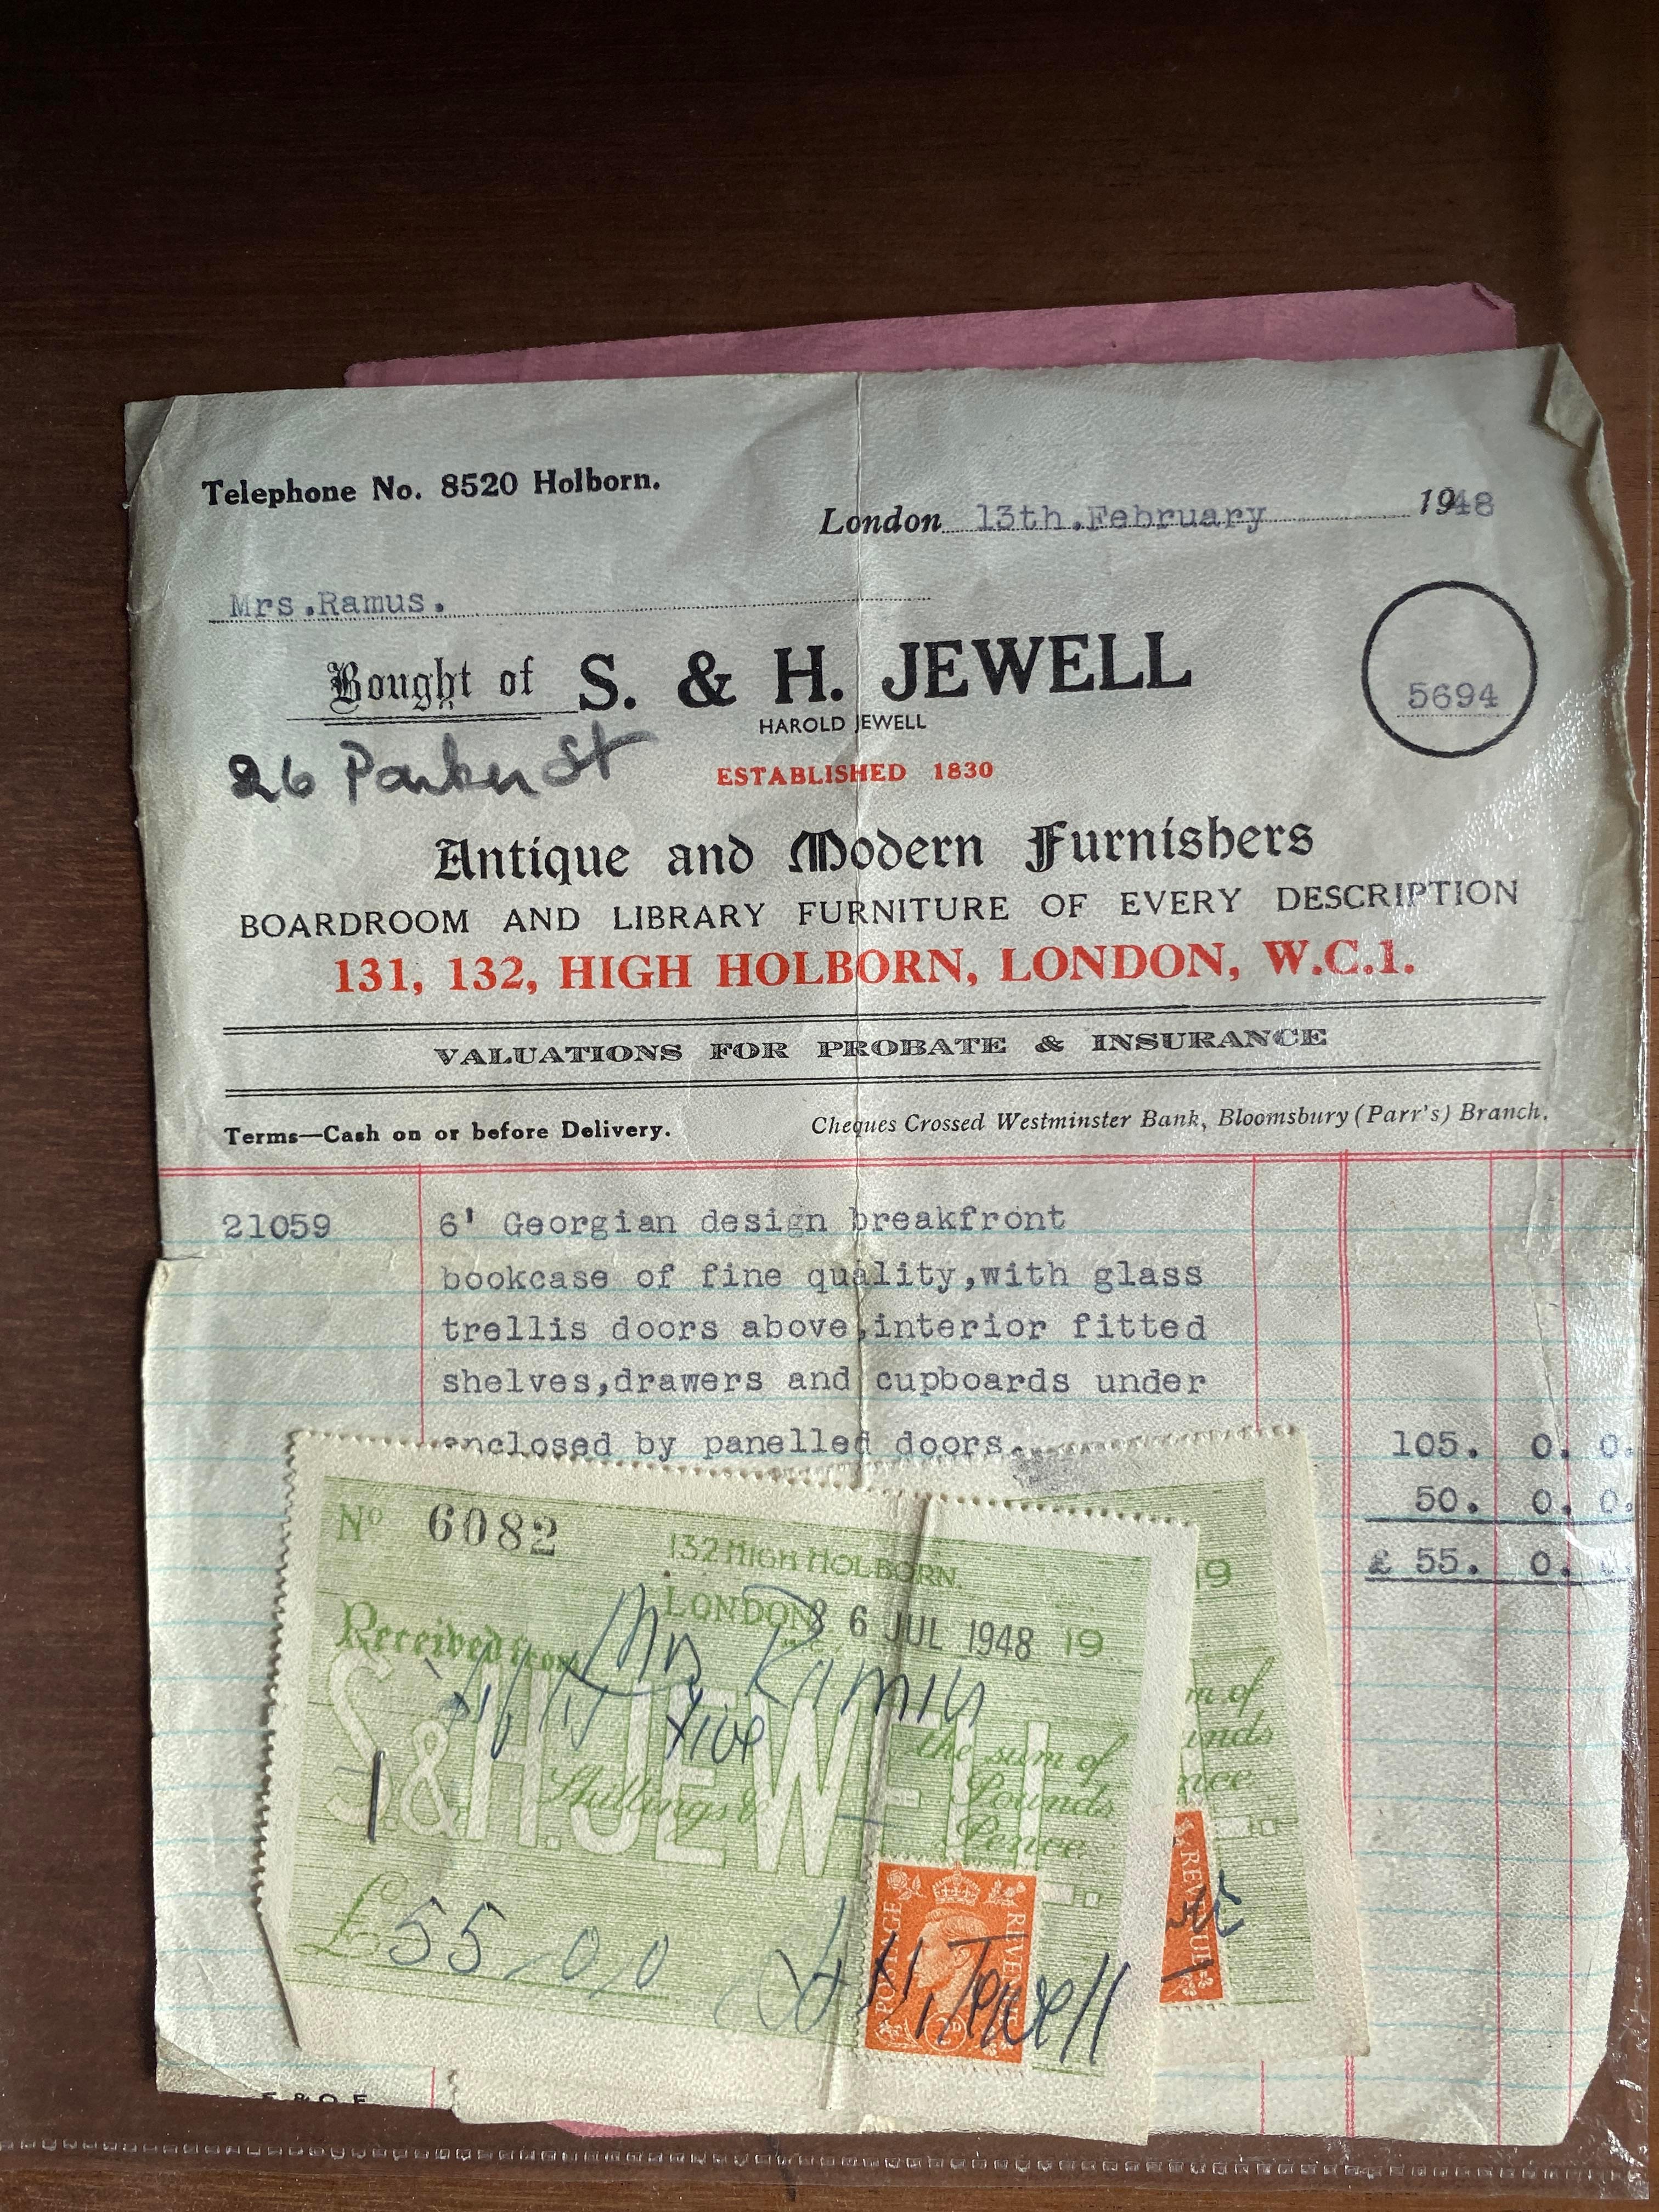 Telephone No. 8520 Holborn.
London 13th.February 1948
Mrs.Ramus.
Bought of S. & H. JEWELL
HAROLD JEWELL
5694
26 Parker St
ESTABLISHED 1830
Antique and Modern Furnishers
BOARDROOM AND LIBRARY FURNITURE OF EVERY DESCRIPTION
131, 132, HIGH HOLBORN, LONDON, W.C.1.
VALUATIONS FOR PROBATE & INSURANCE
Terms—Cash on or before Delivery.
Cheques Crossed Westminster Bank, Bloomsbury (Parr's) Branch.
21059 6' Georgian design breakfront
bookcase of fine quality,with glass
trellis doors above,interior fitted
shelves,drawers and cupboards under
enclosed by panelled doors. 105. 0. 0.
50. 0. 0.
£ 55. 0. 0.
No 6082
132 HIGH HOLBORN,
LONDON 6 JUL 1948 19
19
Received from Mrs Ramus
S. & H. JEWELL
Fifty five
the sum of
Pounds
Shillings &
Pence
£ 55 . 0 . 0
S & H. Jewell
POSTAGE REVENUE
REVENUE
E. & O. E.